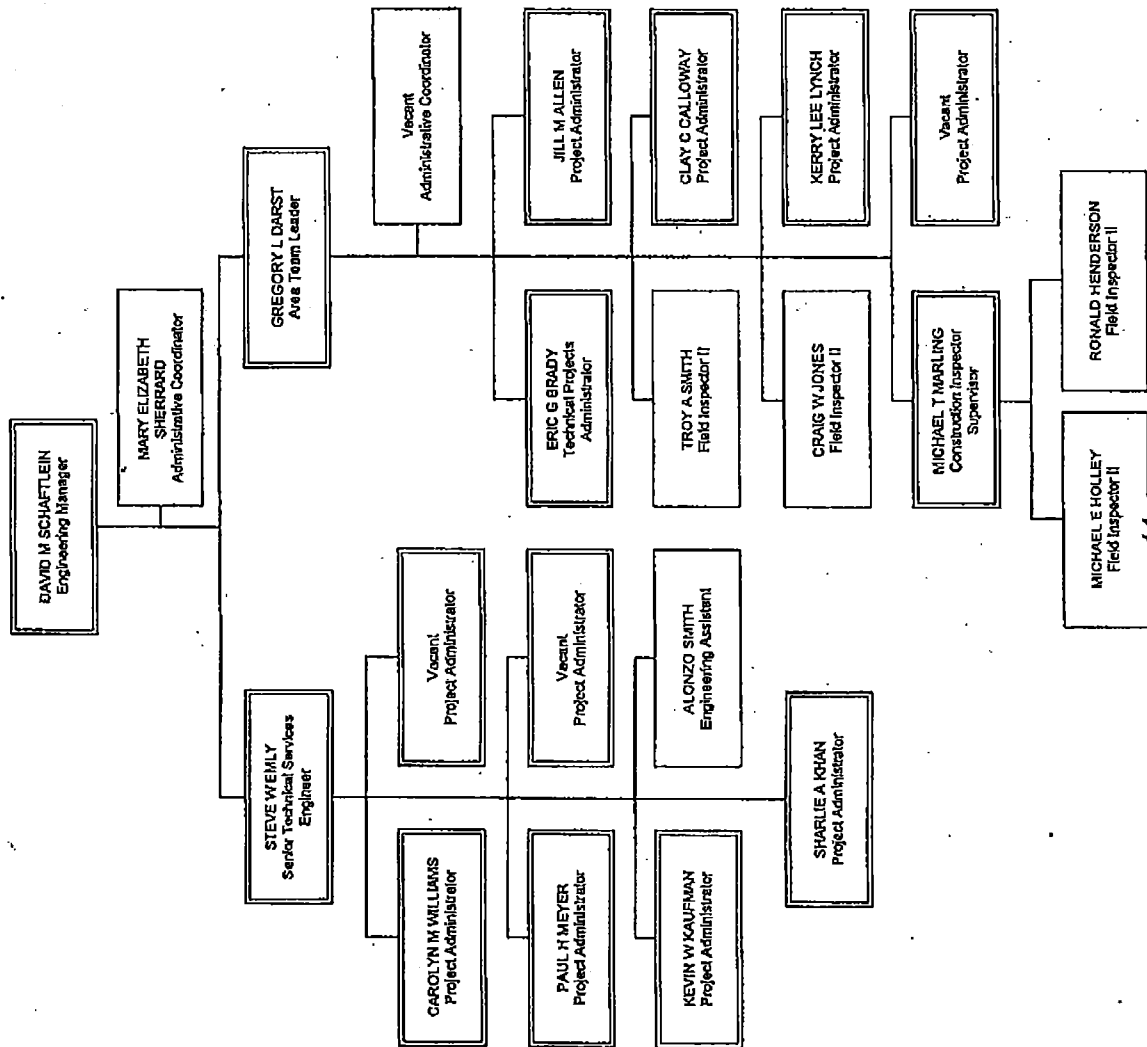 DAVID M SCHAFTLEIN
Engineering Manager
MARY ELIZABETH
SHERRARD
Administrative Coordinator
STEVE W EMLY
Senior Technical Services
Engineer
GREGORY L DARST
Area Team Leader
CAROLYN M WILLIAMS
Project Administrator
Vacant
Project Administrator
PAUL H MEYER
Project Administrator
Vacant
Project Administrator
KEVIN W KAUFMAN
Project Administrator
ALONZO SMITH
Engineering Assistant
SHARLIE A KHAN
Project Administrator
Vacant
Administrative Coordinator
ERIC G BRADY
Technical Projects
Administrator
JILL M ALLEN
Project Administrator
TROY A SMITH
Field Inspector II
CLAY C CALLOWAY
Project Administrator
CRAIG W JONES
Field Inspector II
KERRY LEE LYNCH
Project Administrator
MICHAEL T MARLING
Construction Inspector
Supervisor
Vacant
Project Administrator
MICHAEL E HOLLEY
Field Inspector II
RONALD HENDERSON
Field Inspector II